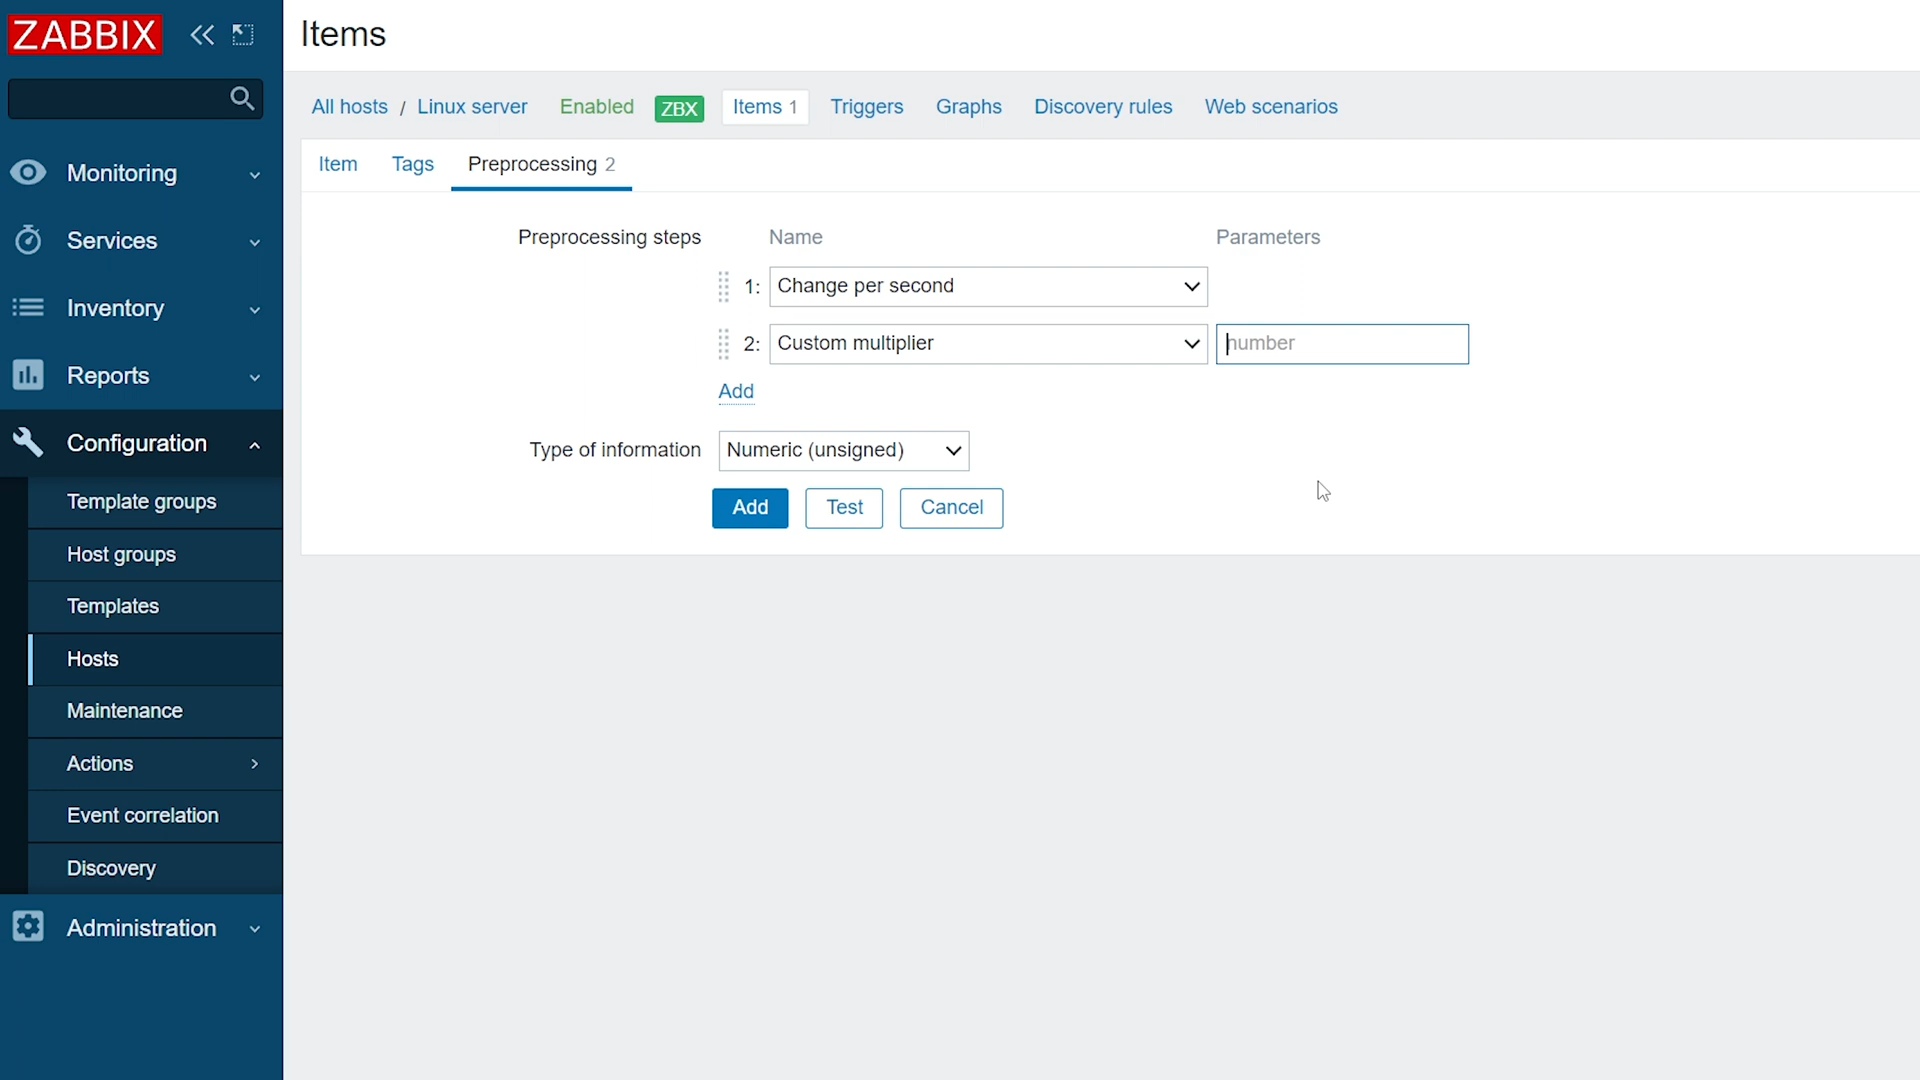 ZABBIX
Items
All hosts / Linux server Enabled ZBX Items 1 Triggers Graphs Discovery rules Web scenarios
Item Tags Preprocessing 2
Monitoring
Services
Inventory
Reports
Configuration
Template groups
Host groups
Templates
Hosts
Maintenance
Actions
Event correlation
Discovery
Administration
Preprocessing steps Name Parameters
1: Change per second
2: Custom multiplier number
Add
Type of information Numeric (unsigned)
Add Test Cancel